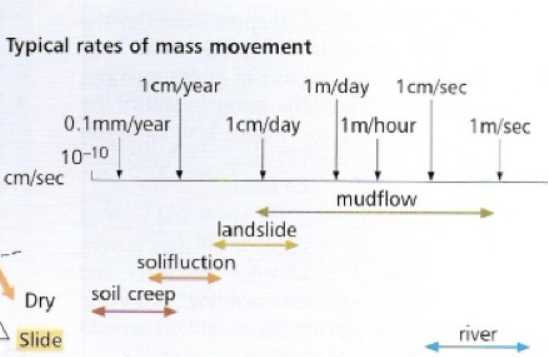 Typical rates of mass movement
1cm/year 1m/day 1cm/sec
0.1mm/year 1cm/day 1m/hour 1m/sec
10⁻¹⁰
cm/sec
mudflow
landslide
solifluction
soil creep
Dry
Slide
river